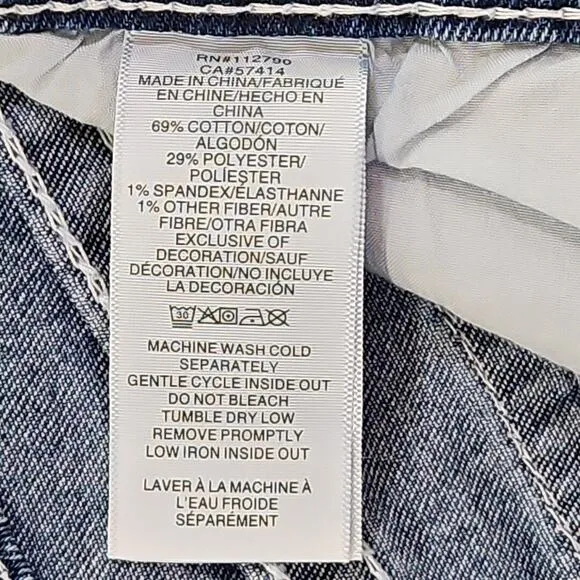 RN#112790
CA#57414
MADE IN CHINA/FABRIQUÉ
EN CHINE/HECHO EN
CHINA
69% COTTON/COTON/
ALGODÓN
29% POLYESTER/
POLÍESTER
1% SPANDEX/ÉLASTHANNE
1% OTHER FIBER/AUTRE
FIBRE/OTRA FIBRA
EXCLUSIVE OF
DECORATION/SAUF
DÉCORATION/NO INCLUYE
LA DECORACIÓN
30
MACHINE WASH COLD
SEPARATELY
GENTLE CYCLE INSIDE OUT
DO NOT BLEACH
TUMBLE DRY LOW
REMOVE PROMPTLY
LOW IRON INSIDE OUT
LAVER À LA MACHINE À
L'EAU FROIDE
SÉPARÉMENT